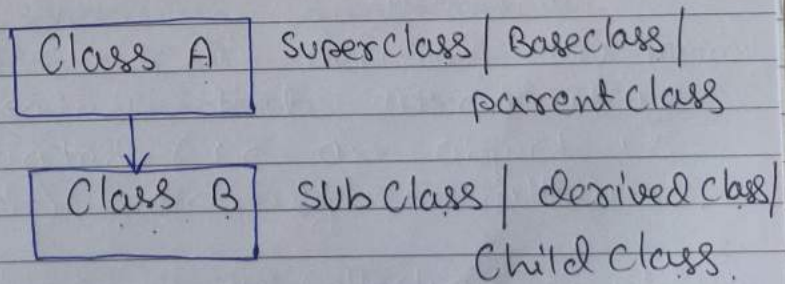 Class A Superclass | Baseclass |
parent class
Class B Sub Class | derived class |
Child class.